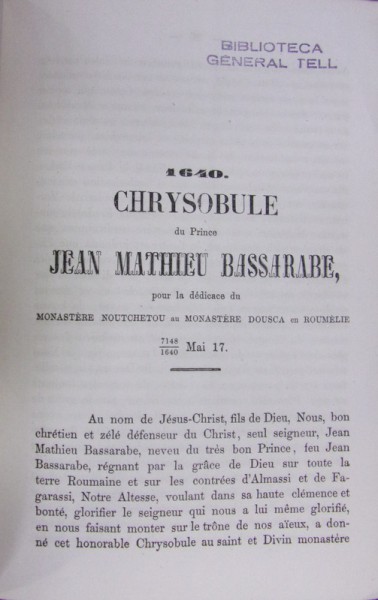 BIBLIOTECA
GENERAL TELL
1640.
CHRYSOBULE
du Prince
JEAN MATHIEU BASSARABE,
pour la dédicace du
MONASTÈRE NOUTCHETOU au MONASTÈRE DOUSCA en ROUMÉLIE
7148/1640 Mai 17.
Au nom de Jésus-Christ, fils de Dieu, Nous, bon
chrétien et zélé défenseur du Christ, seul seigneur, Jean
Mathieu Bassarabe, neveu du très bon Prince, feu Jean
Bassarabe, régnant par la grâce de Dieu sur toute la
terre Roumaine et sur les contrées d'Almassi et de Fa-
garassi, Notre Altesse, voulant dans sa haute clémence et
bonté, glorifier le seigneur qui nous a lui même glorifié,
en nous faisant monter sur le trône de nos aïeux, a don-
né cet honorable Chrysobule au saint et Divin monastére